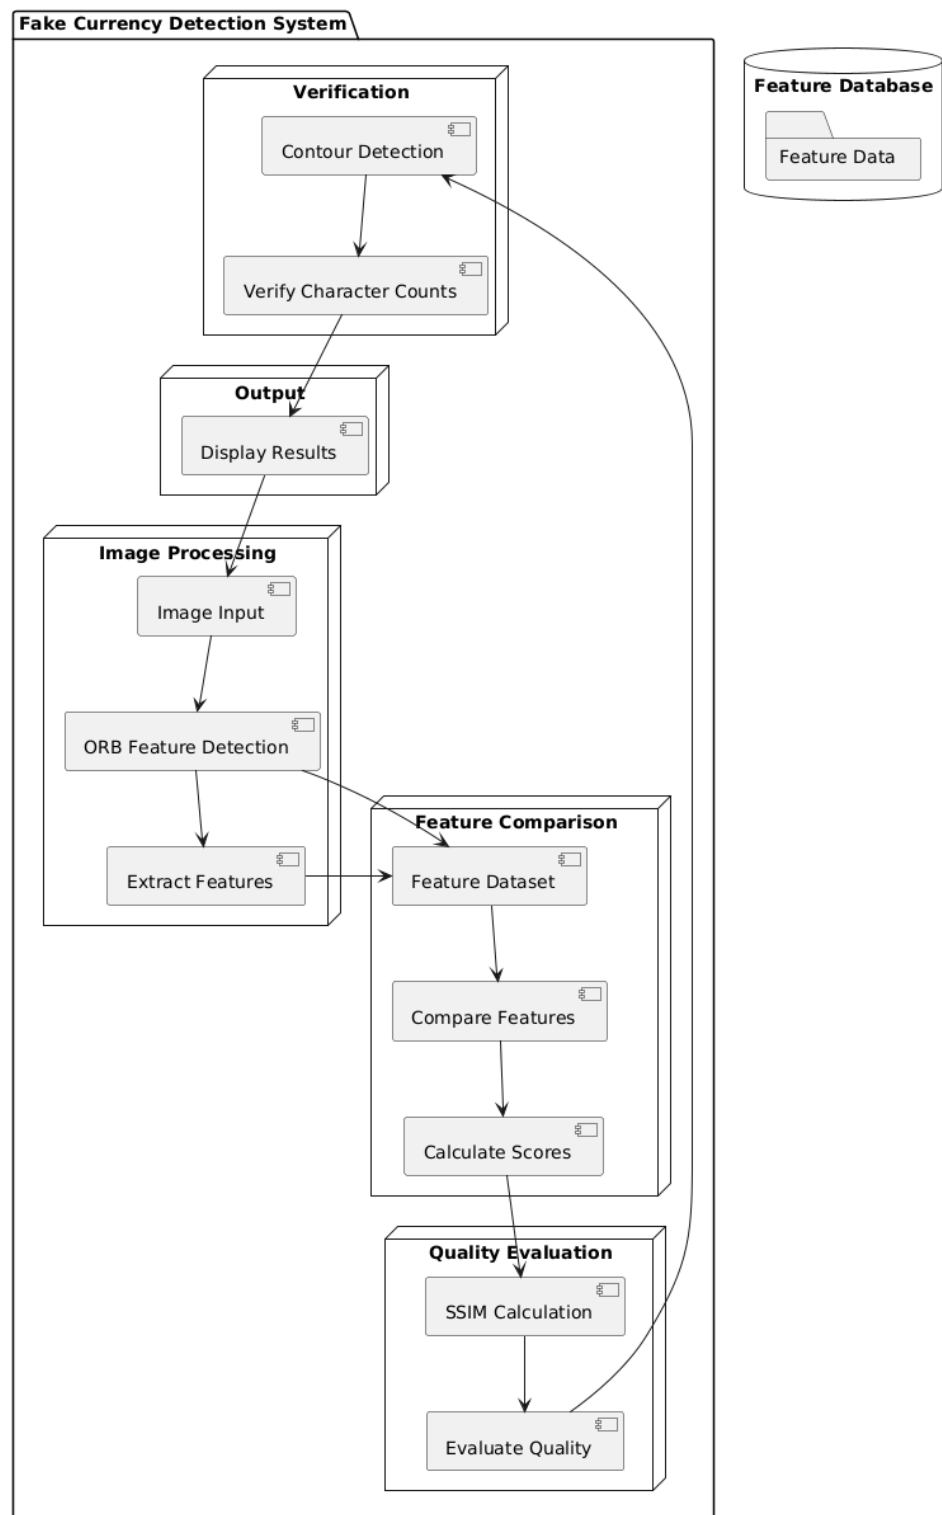 Fake Currency Detection System
Verification
Contour Detection
Verify Character Counts
Output
Display Results
Image Processing
Image Input
ORB Feature Detection
Extract Features
Feature Comparison
Feature Dataset
Compare Features
Calculate Scores
Quality Evaluation
SSIM Calculation
Evaluate Quality
Feature Database
Feature Data